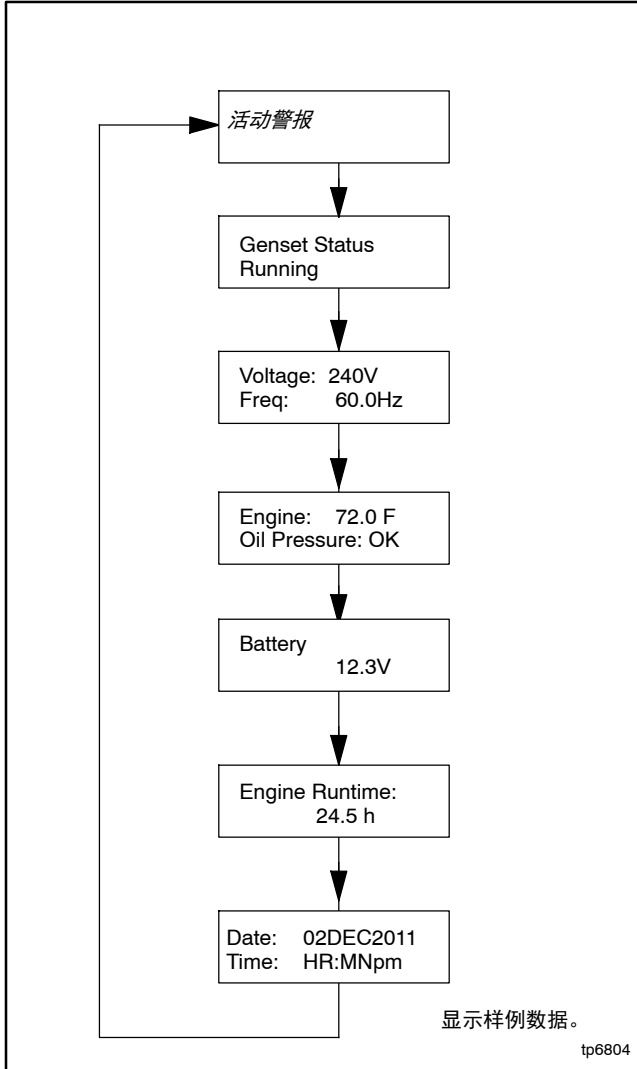 活动警报
Genset Status
Running
Voltage: 240V
Freq: 60.0Hz
Engine: 72.0 F
Oil Pressure: OK
Battery
12.3V
Engine Runtime:
24.5 h
Date: 02DEC2011
Time: HR:MNpm
显示样例数据。
tp6804